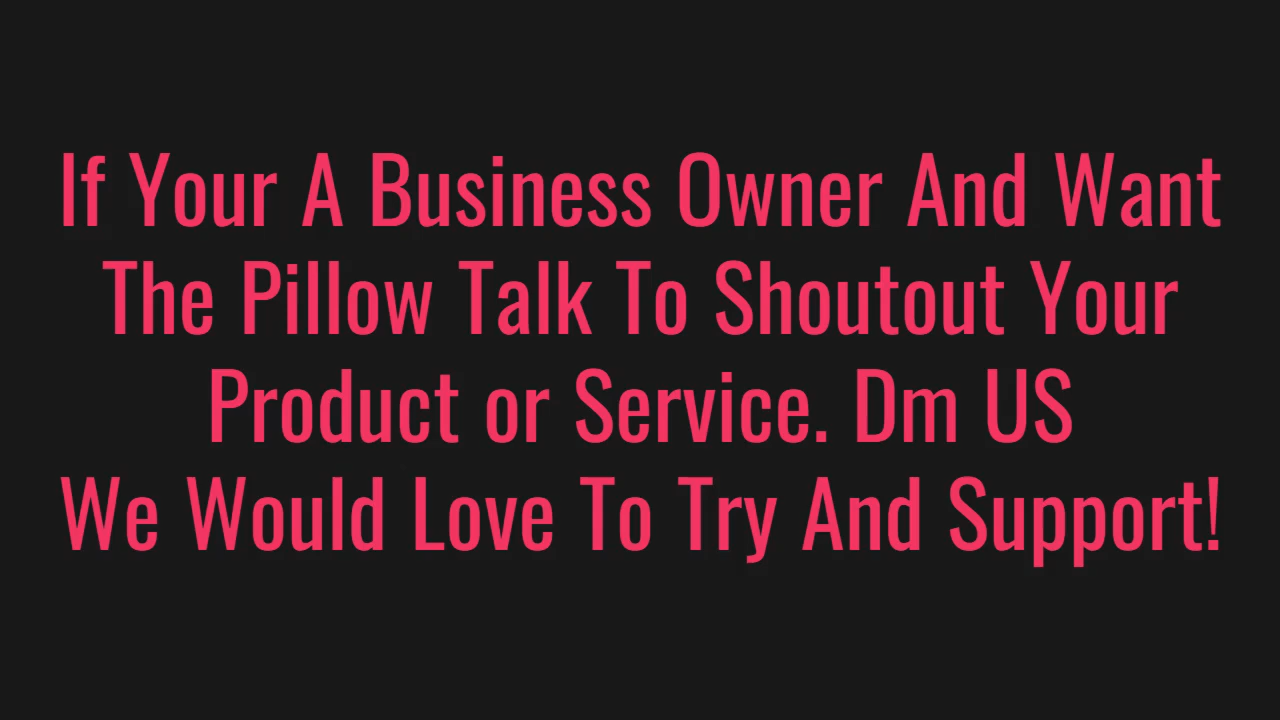 If Your A Business Owner And Want
The Pillow Talk To Shoutout Your
Product or Service. Dm US
We Would Love To Try And Support!